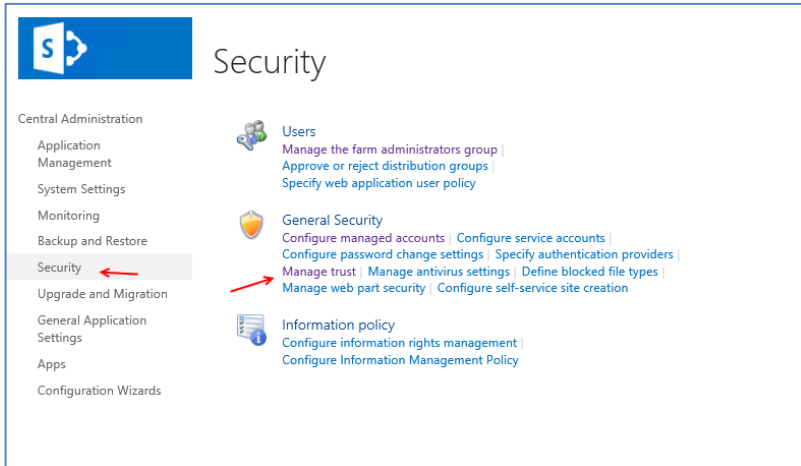 S
Security
Central Administration
Application
Management
System Settings
Monitoring
Backup and Restore
Security
Upgrade and Migration
General Application
Settings
Apps
Configuration Wizards
Users
Manage the farm administrators group |
Approve or reject distribution groups |
Specify web application user policy
General Security
Configure managed accounts | Configure service accounts |
Configure password change settings | Specify authentication providers |
Manage trust | Manage antivirus settings | Define blocked file types |
Manage web part security | Configure self-service site creation
Information policy
Configure information rights management |
Configure Information Management Policy